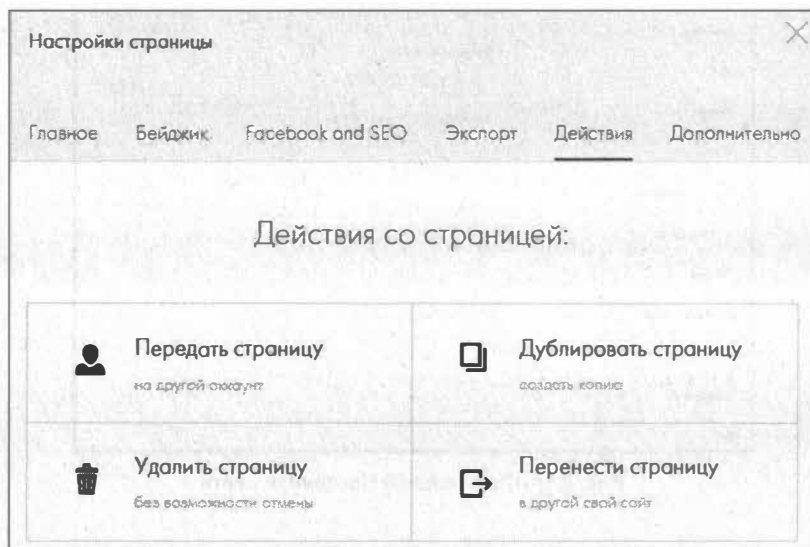 Настройки страницы
Главное Бейджик Facebook and SEO Экспорт Действия Дополнительно
Действия со страницей:
Передать страницу
на другой аккаунт
Дублировать страницу
создать копию
Удалить страницу
без возможности отмены
Перенести страницу
в другой свой сайт